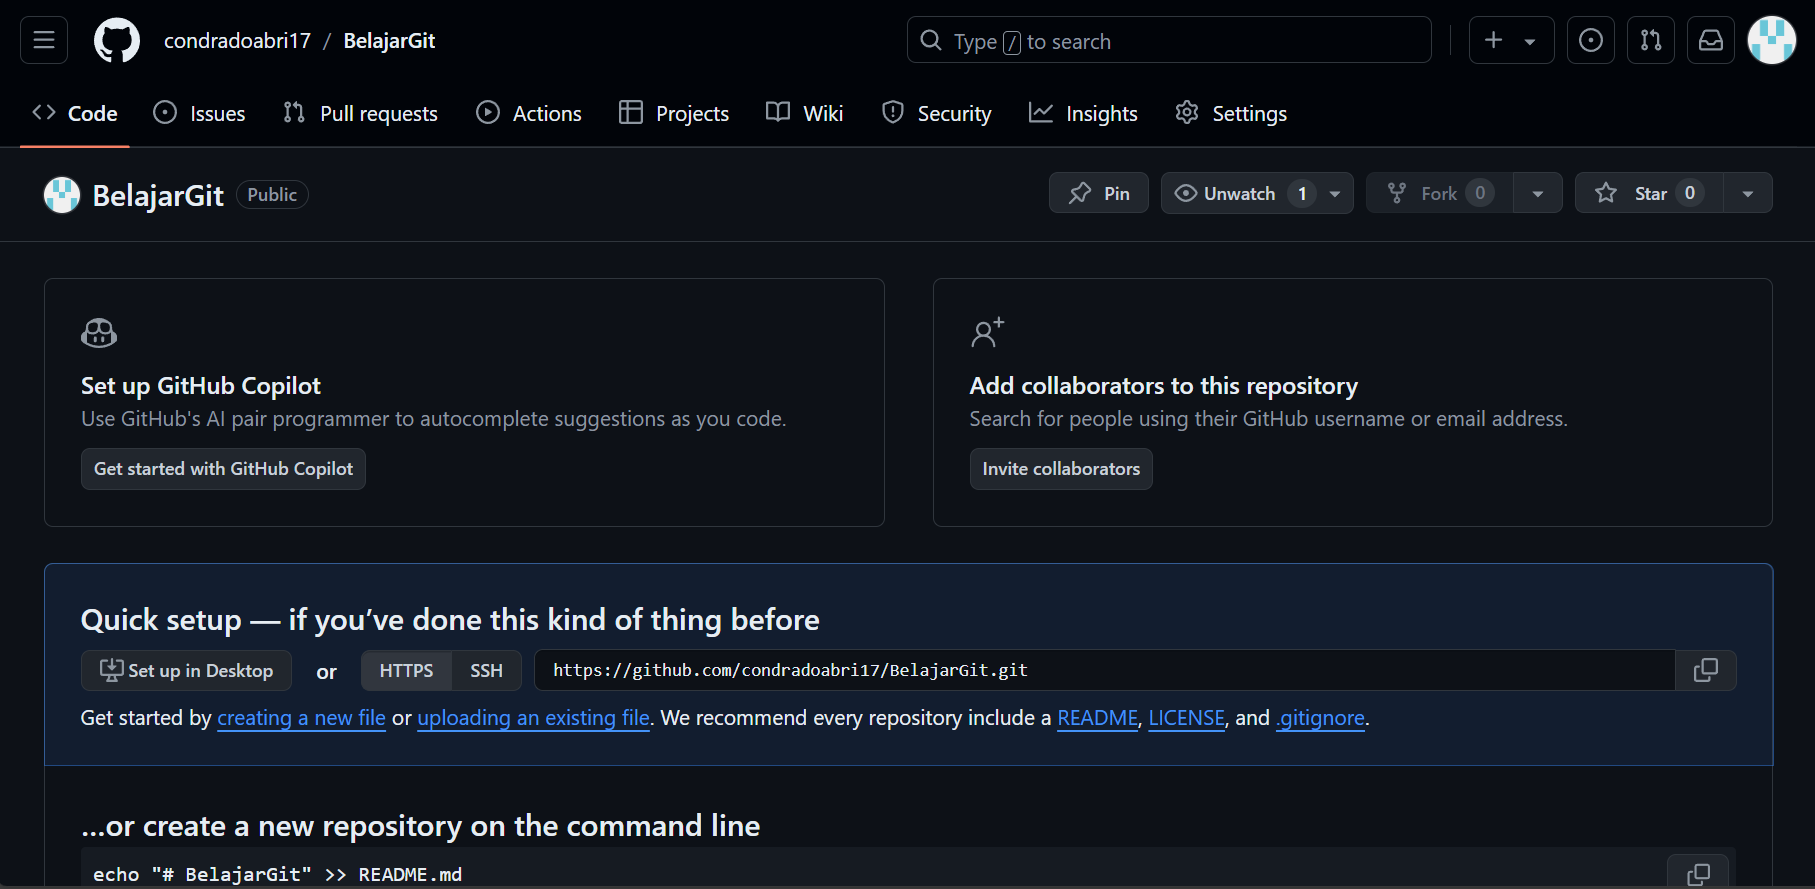 condradoabri17 / BelajarGit
Type / to search
Code Issues Pull requests Actions Projects Wiki Security Insights Settings
BelajarGit Public
Pin Unwatch 1 Fork 0 Star 0
Set up GitHub Copilot
Use GitHub's AI pair programmer to autocomplete suggestions as you code.
Get started with GitHub Copilot
Add collaborators to this repository
Search for people using their GitHub username or email address.
Invite collaborators
Quick setup — if you’ve done this kind of thing before
Set up in Desktop or HTTPS SSH https://github.com/condradoabri17/BelajarGit.git
Get started by creating a new file or uploading an existing file. We recommend every repository include a README, LICENSE, and .gitignore.
…or create a new repository on the command line
echo "# BelajarGit" >> README.md